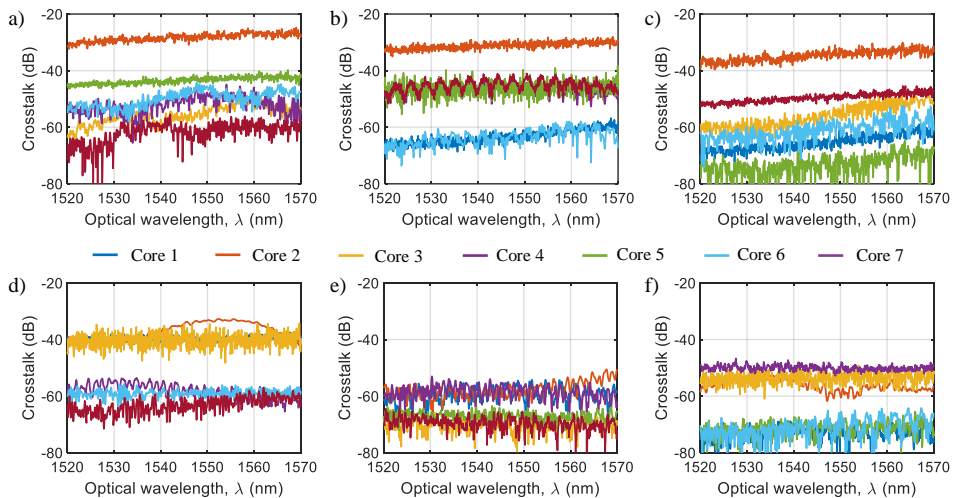 a)
Crosstalk (dB)
-20
-40
-60
-80
1520 1530 1540 1550 1560 1570
Optical wavelength, λ (nm)
b)
Crosstalk (dB)
-20
-40
-60
-80
1520 1530 1540 1550 1560 1570
Optical wavelength, λ (nm)
c)
Crosstalk (dB)
-20
-40
-60
-80
1520 1530 1540 1550 1560 1570
Optical wavelength, λ (nm)
Core 1 Core 2 Core 3 Core 4 Core 5 Core 6 Core 7
d)
Crosstalk (dB)
-20
-40
-60
-80
1520 1530 1540 1550 1560 1570
Optical wavelength, λ (nm)
e)
Crosstalk (dB)
-20
-40
-60
-80
1520 1530 1540 1550 1560 1570
Optical wavelength, λ (nm)
f)
Crosstalk (dB)
-20
-40
-60
-80
1520 1530 1540 1550 1560 1570
Optical wavelength, λ (nm)